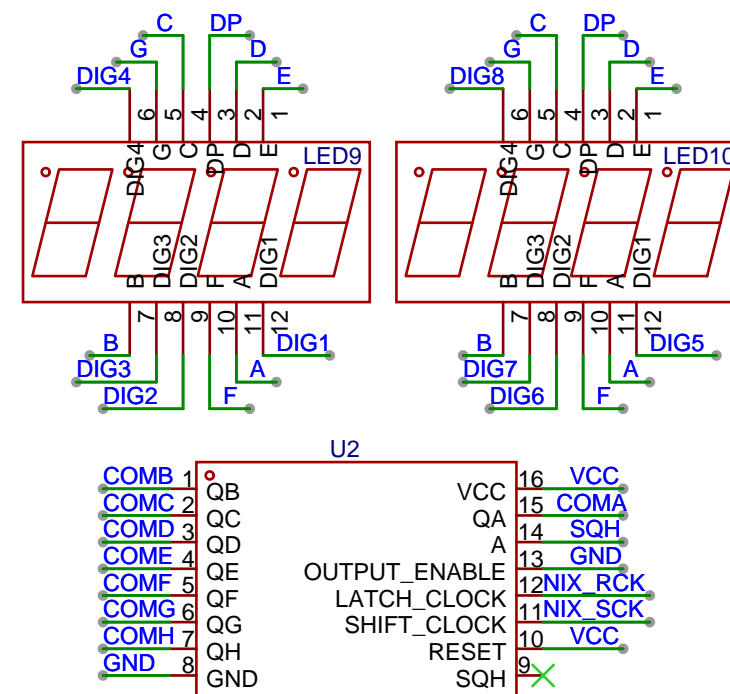 C DP C DP
G D G D
DIG4 E DIG8 E
6 5 4 3 2 1 6 5 4 3 2 1
DIG4 G C DP D E LED9 DIG4 G C DP D E LED10
B DIG3 DIG2 F A DIG1 B DIG3 DIG2 F A DIG1
7 8 9 10 11 12 7 8 9 10 11 12
B DIG1 B DIG5
DIG3 A DIG7 A
DIG2 F DIG6 F
U2
COMB 1 QB VCC 16 VCC
COMC 2 QC QA 15 COMA
COMD 3 QD A 14 SQH
COME 4 QE OUTPUT_ENABLE 13 GND
COMF 5 QF LATCH_CLOCK 12 NIX_RCK
COMG 6 QG SHIFT_CLOCK 11 NIX_SCK
COMH 7 QH RESET 10 VCC
GND 8 GND SQH 9